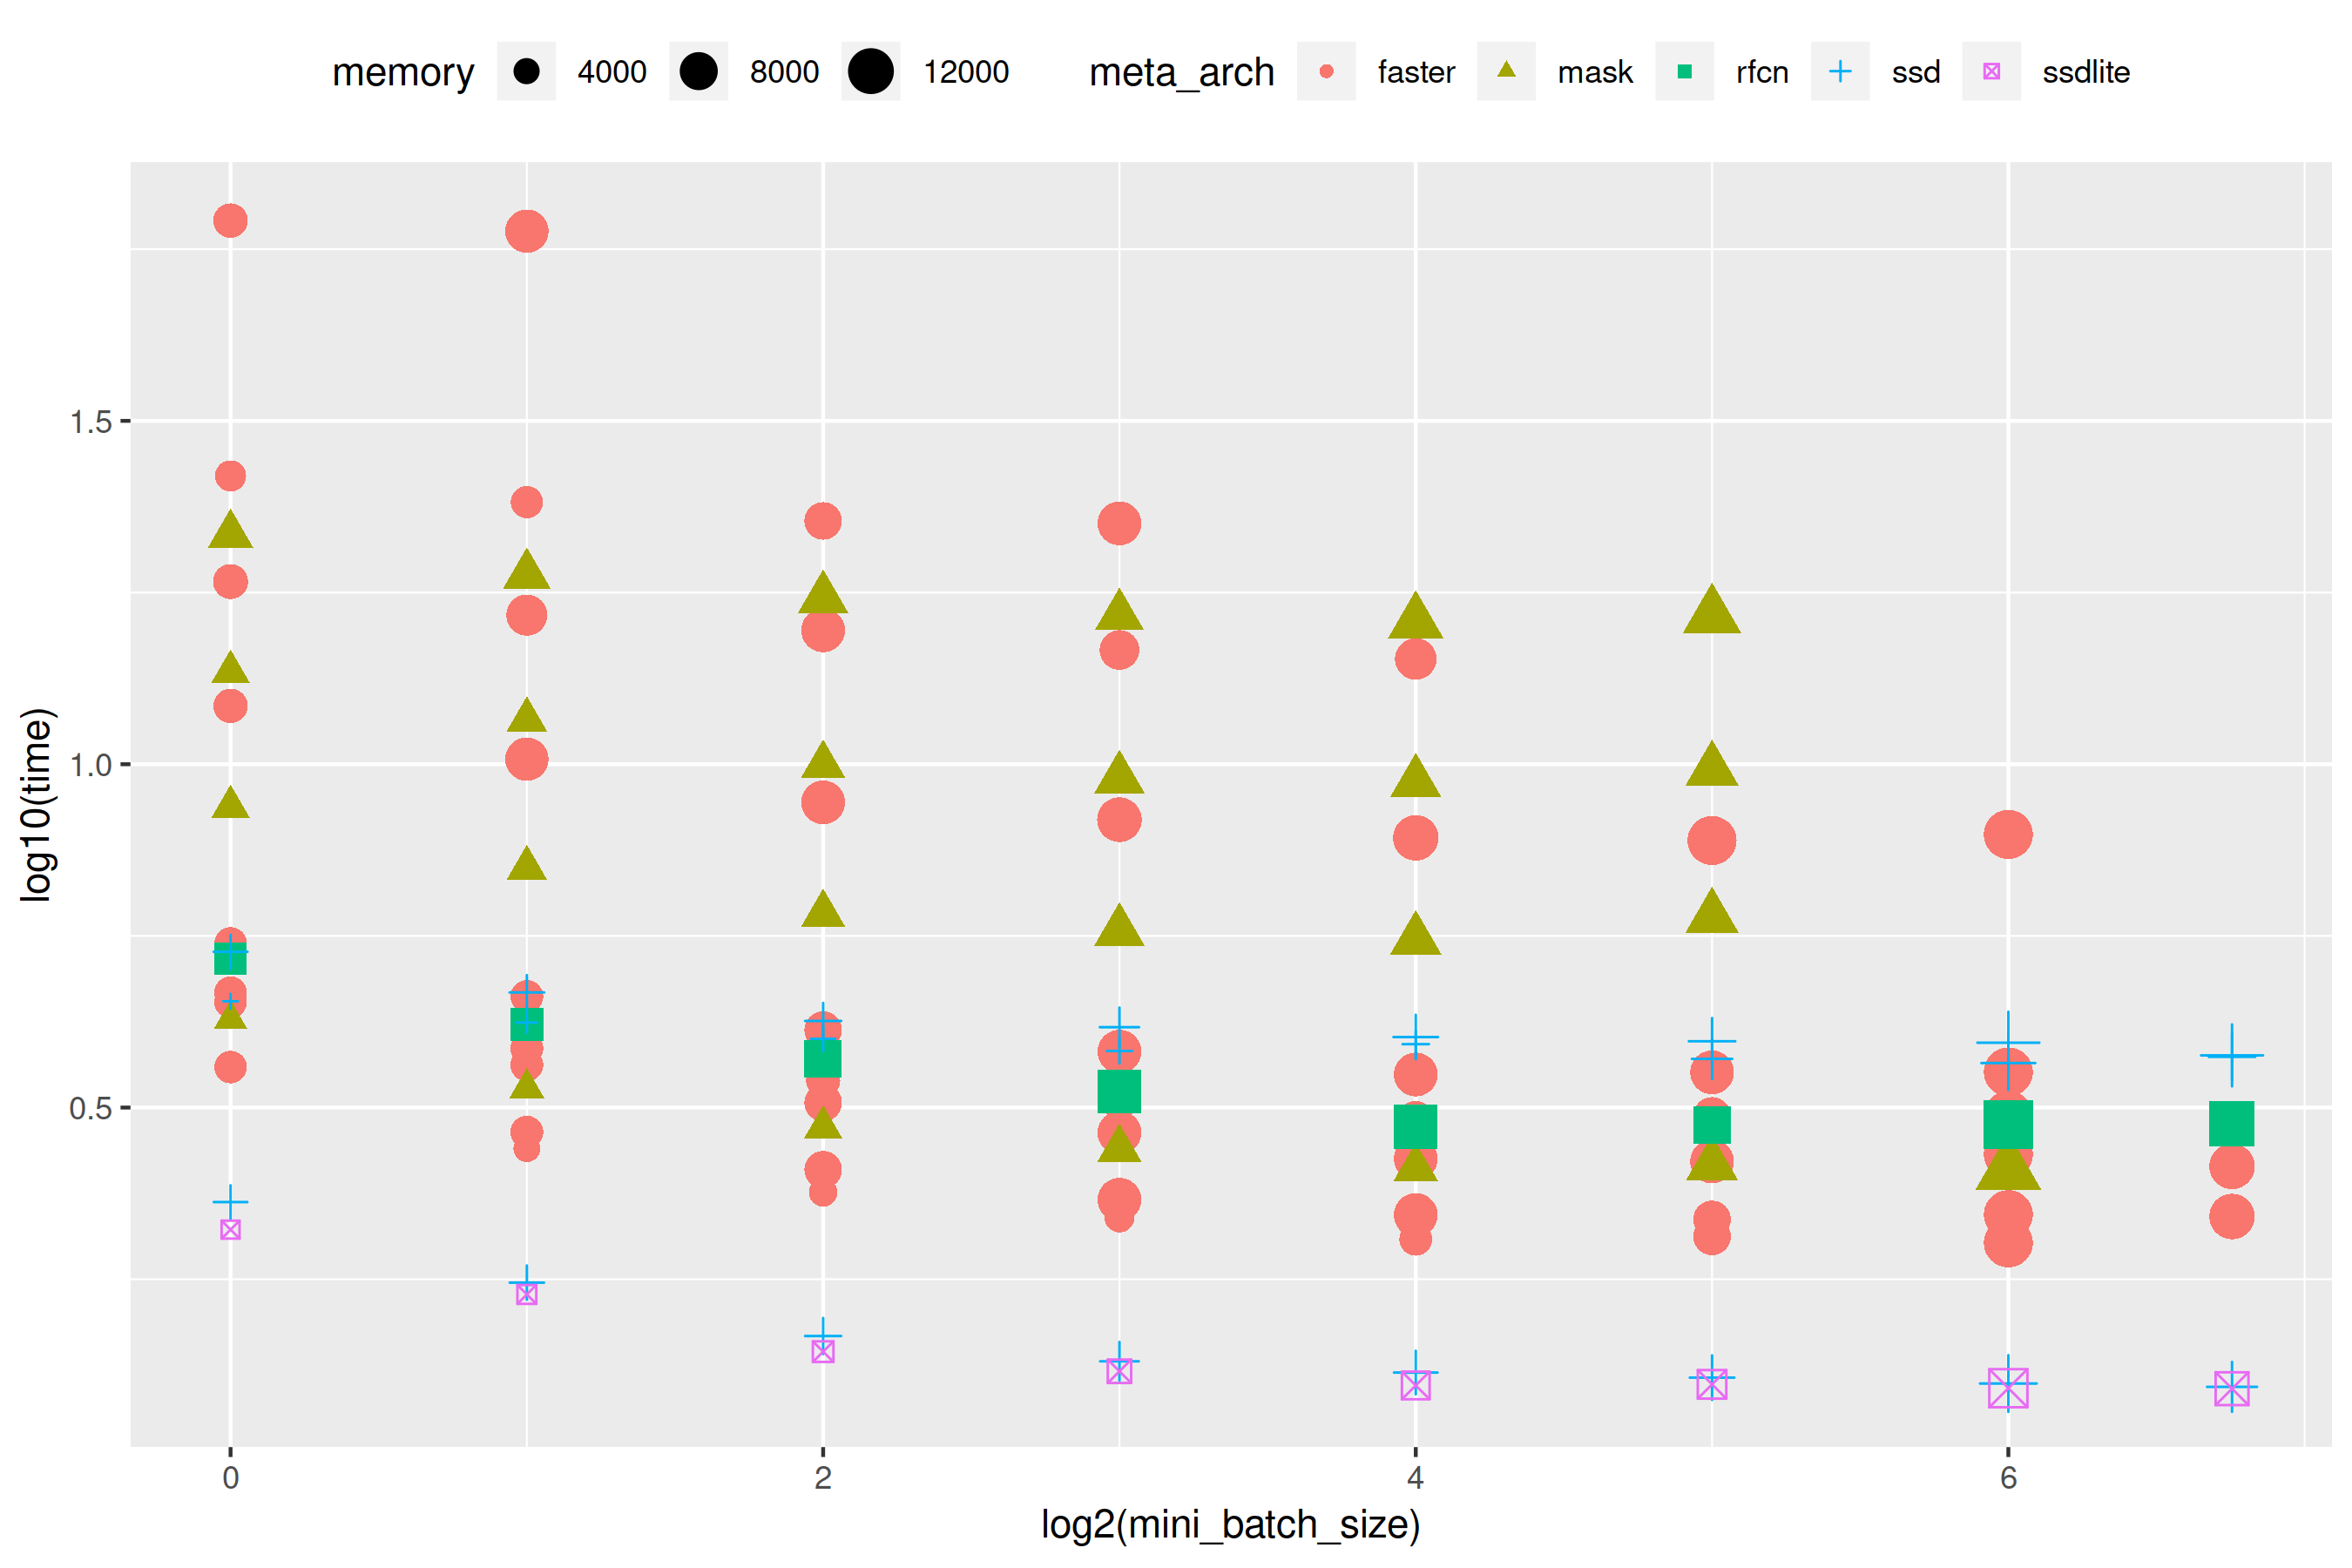 memory 4000 8000 12000 meta_arch faster mask rfcn ssd ssdlite
1.5
1.0
0.5
log10(time)
0 2 4 6
log2(mini_batch_size)